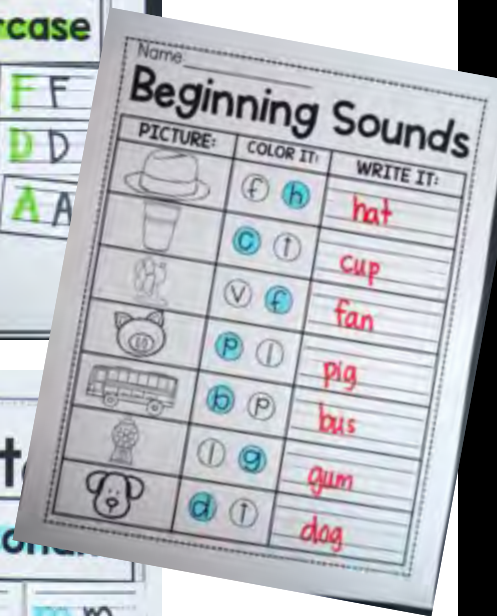 rcase
F F
D D
A A
Name
Beginning Sounds
PICTURE: COLOR IT: WRITE IT:
f h hat
c t cup
v f fan
p l pig
b p bus
l g gum
d t dog